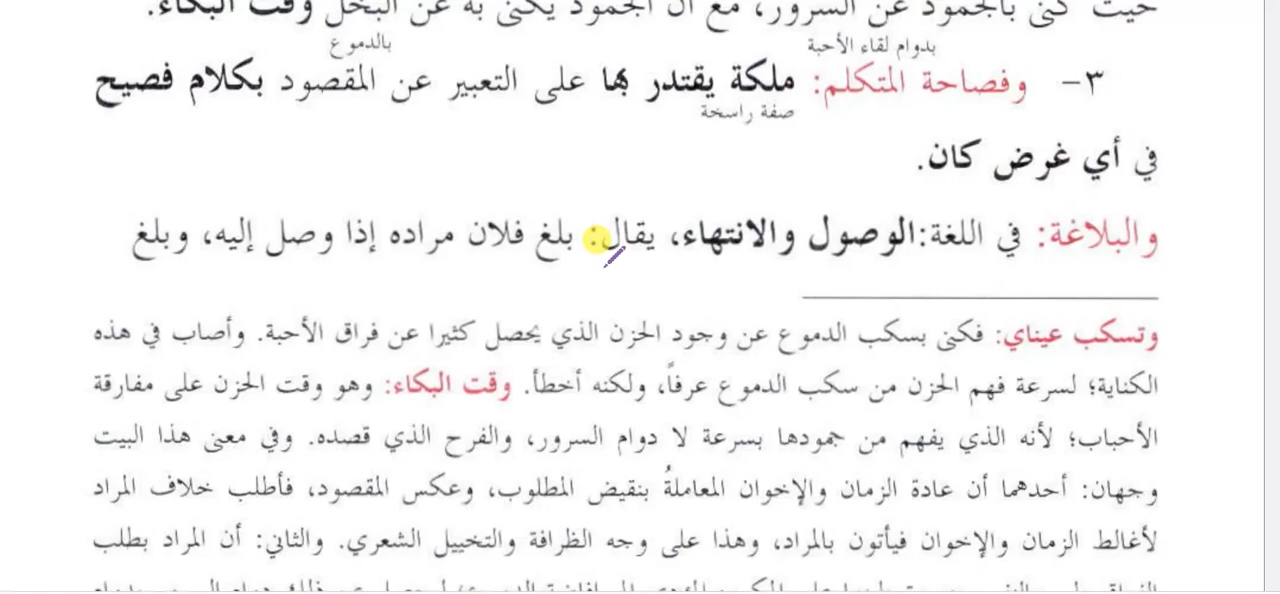 حيث كنى بالجمود عن السرور، مع أن الجمود يكنى به عن البخل وقت البكاء.
بدوام لقاء الأحبة بالدموع
٣- وفصاحة المتكلم: ملكة يقتدر بها على التعبير عن المقصود بكلام فصيح
صفة راسخة
في أي غرض كان.
والبلاغة: في اللغة:الوصول والانتهاء، يقال: بلغ فلان مراده إذا وصل إليه، وبلغ
وتسكب عيناي: فكنى بسكب الدموع عن وجود الحزن الذي يحصل كثيرا عن فراق الأحبة. وأصاب في هذه
الكناية؛ لسرعة فهم الحزن من سكب الدموع عرفاً، ولكنه أخطأ. وقت البكاء: وهو وقت الحزن على مفارقة
الأحباب؛ لأنه الذي يفهم من جمودها بسرعة لا دوام السرور، والفرح الذي قصده. وفي معنى هذا البيت
وجهان: أحدهما أن عادة الزمان والإخوان المعاملةُ بنقيض المطلوب، وعكس المقصود، فأطلب خلاف المراد
لأغالط الزمان والإخوان فيأتون بالمراد، وهذا على وجه الظرافة والتخييل الشعري. والثاني: أن المراد بطلب